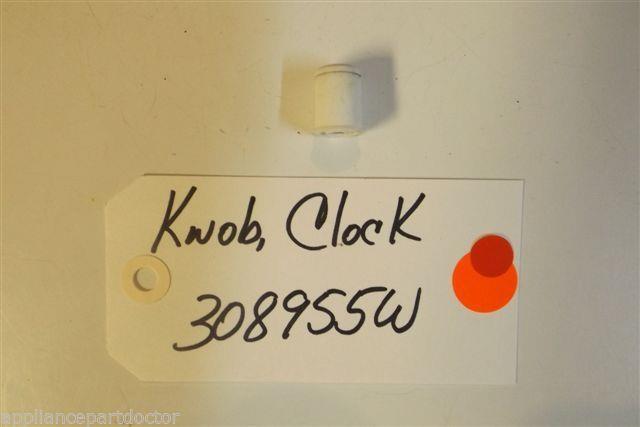 Knob, Clock
308955W
appliancepartdoctor